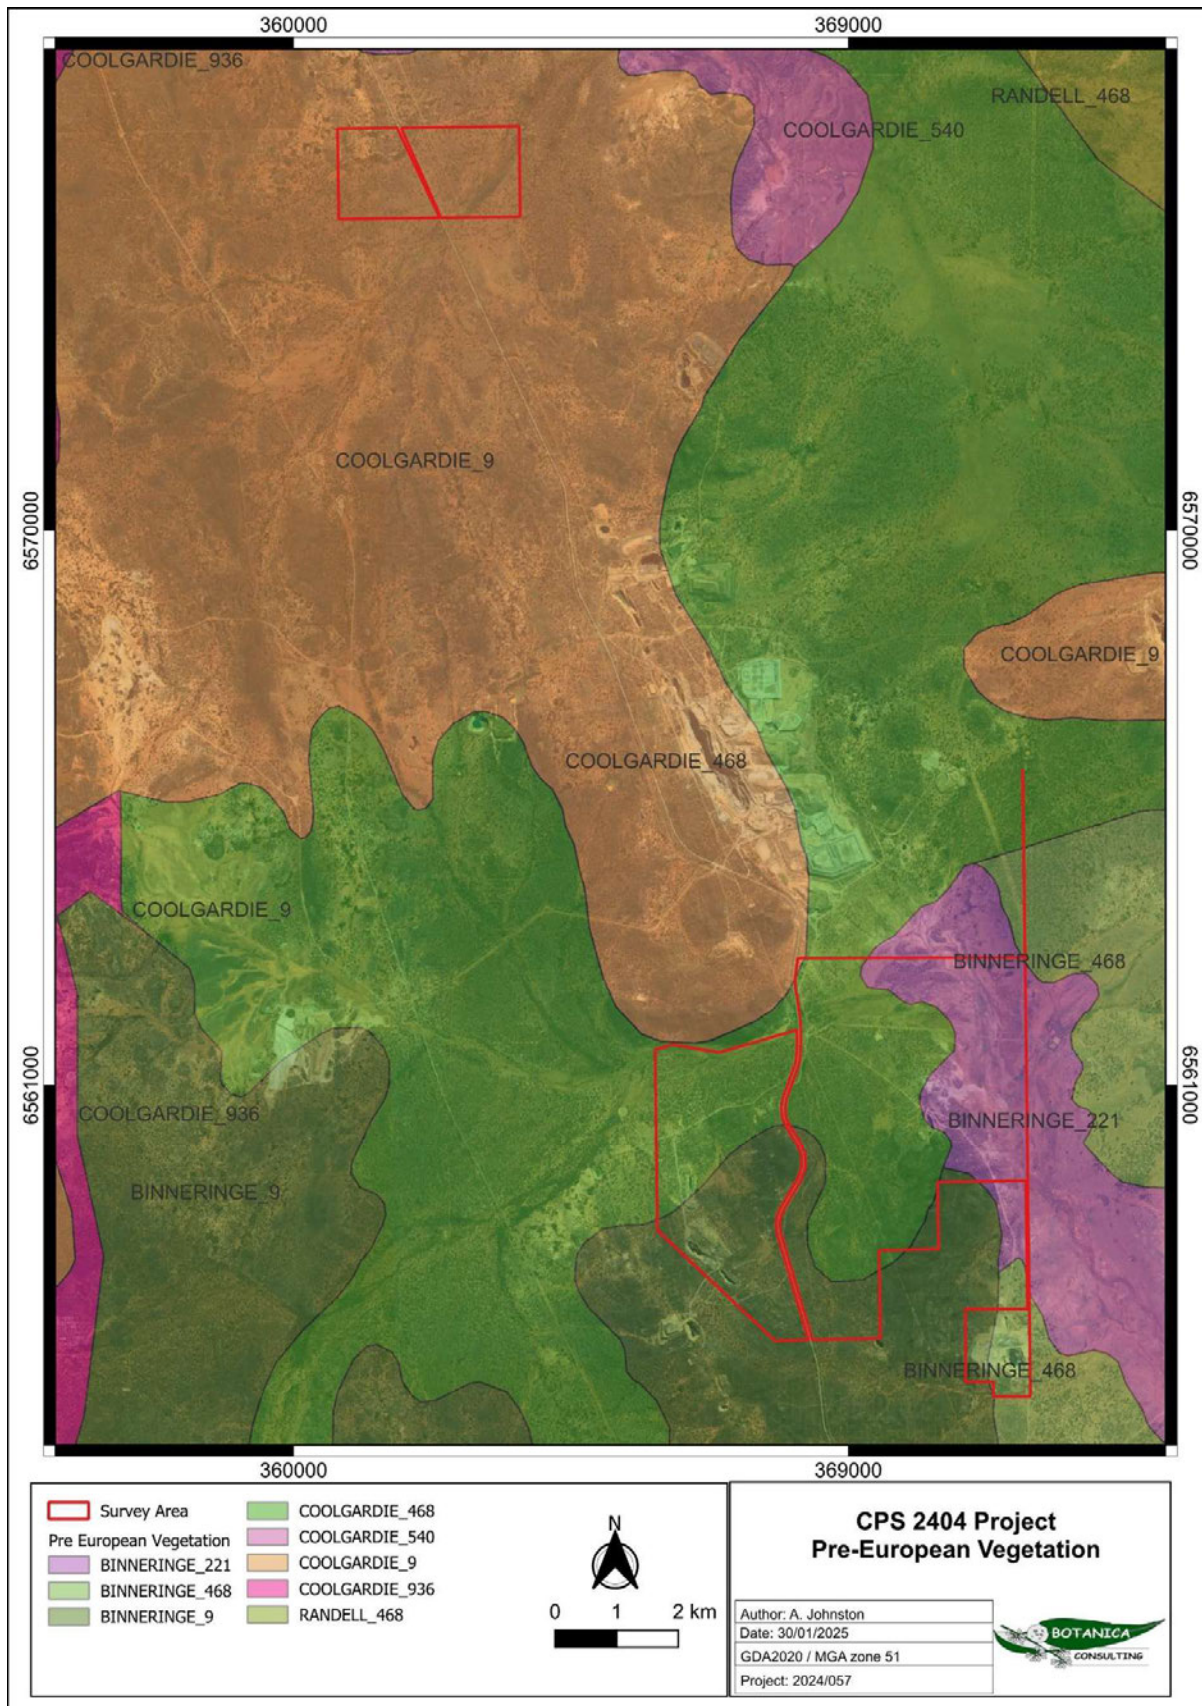 360000
369000
COOLGARDIE_936
RANDELL_468
COOLGARDIE_540
COOLGARDIE_9
6570000
6570000
COOLGARDIE_9
COOLGARDIE_468
COOLGARDIE_9
BINNERINGE_468
6561000
6561000
COOLGARDIE_936
BINNERINGE_221
BINNERINGE_9
BINNERINGE_468
360000
369000
Survey Area
Pre European Vegetation
BINNERINGE_221
BINNERINGE_468
BINNERINGE_9
COOLGARDIE_468
COOLGARDIE_540
COOLGARDIE_9
COOLGARDIE_936
RANDELL_468
N
0 1 2 km
CPS 2404 Project
Pre-European Vegetation
Author: A. Johnston
Date: 30/01/2025
GDA2020 / MGA zone 51
Project: 2024/057
BOTANICA
CONSULTING